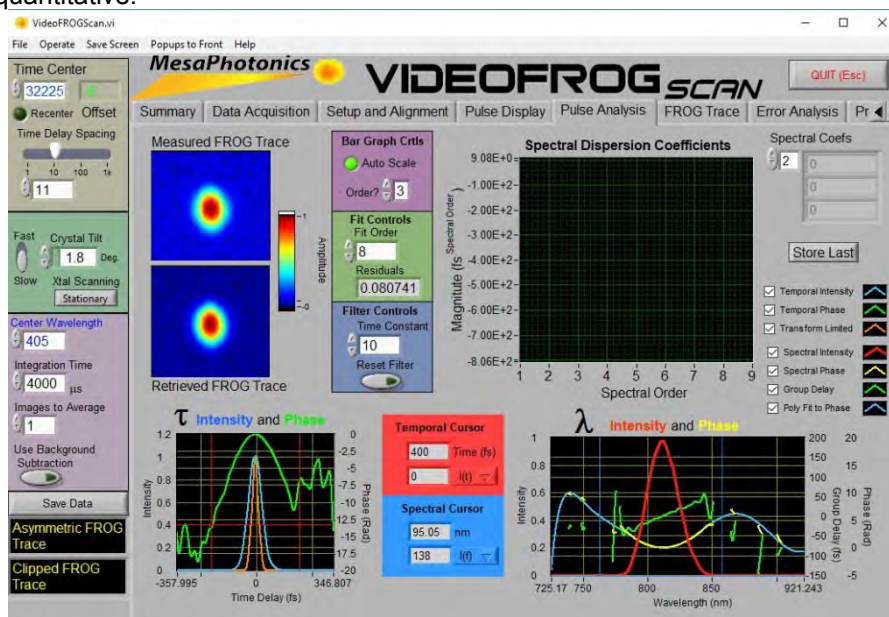 quantitative.
VideoFROGScan.vi
File Operate Save Screen Popups to Front Help
MesaPhotonics VIDEOFROG SCAN
QUIT (Esc)
Time Center
32225
Recenter Offset
Time Delay Spacing
1 10 100 1k
11
Fast Crystal Tilt
1.8 Deg.
Slow Xtal Scanning
Stationary
Center Wavelength
405
Integration Time
4000 µs
Images to Average
1
Use Background
Subtraction
Save Data
Asymmetric FROG
Trace
Clipped FROG
Trace
Summary Data Acquisition Setup and Alignment Pulse Display Pulse Analysis FROG Trace Error Analysis Pr
Measured FROG Trace
Retrieved FROG Trace
-1
Amplitude
-0
Bar Graph Crtls
Auto Scale
Order? 3
Fit Controls
Fit Order
8
Residuals
0.080741
Filter Controls
Time Constant
10
Reset Filter
Spectral Dispersion Coefficients
Magnitude (fs Spectral Order)
9.08E+0
-1.00E+2
-2.00E+2
-3.00E+2
-4.00E+2
-5.00E+2
-6.00E+2
-7.00E+2
-8.06E+2
1 2 3 4 5 6 7 8 9
Spectral Order
Spectral Coefs
2 0
0
0
Store Last
Temporal Intensity
Temporal Phase
Transform Limited
Spectral Intensity
Spectral Phase
Group Delay
Poly Fit to Phase
τ Intensity and Phase
Intensity
1.2
1
0.8
0.6
0.4
0.2
0
0
-2.5
-5
-7.5
-10
-12.5
-15
-17.5
-20
Phase (Rad)
-357.995 0 346.807
Time Delay (fs)
Temporal Cursor
400 Time (fs)
0 I(t)
Spectral Cursor
95.05 nm
138 I(f)
λ Intensity and Phase
Intensity
1
0.8
0.6
0.4
0.2
0
200
150
100
50
0
-50
-100
-150
Group Delay (fs)
20
15
10
5
0
-5
Phase (Rad)
725.17 750 800 850 921.243
Wavelength (nm)